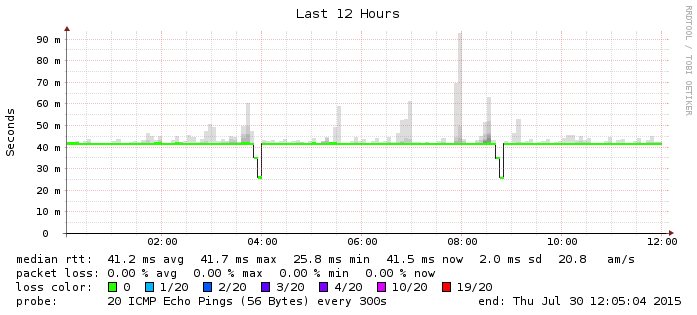 Last 12 Hours
RRDTOOL / TOBI OETIKER
Seconds
90 m
80 m
70 m
60 m
50 m
40 m
30 m
20 m
10 m
0
02:00 04:00 06:00 08:00 10:00 12:00
median rtt: 41.2 ms avg 41.7 ms max 25.8 ms min 41.5 ms now 2.0 ms sd 20.8 am/s
packet loss: 0.00 % avg 0.00 % max 0.00 % min 0.00 % now
loss color: 0 1/20 2/20 3/20 4/20 10/20 19/20
probe: 20 ICMP Echo Pings (56 Bytes) every 300s end: Thu Jul 30 12:05:04 2015